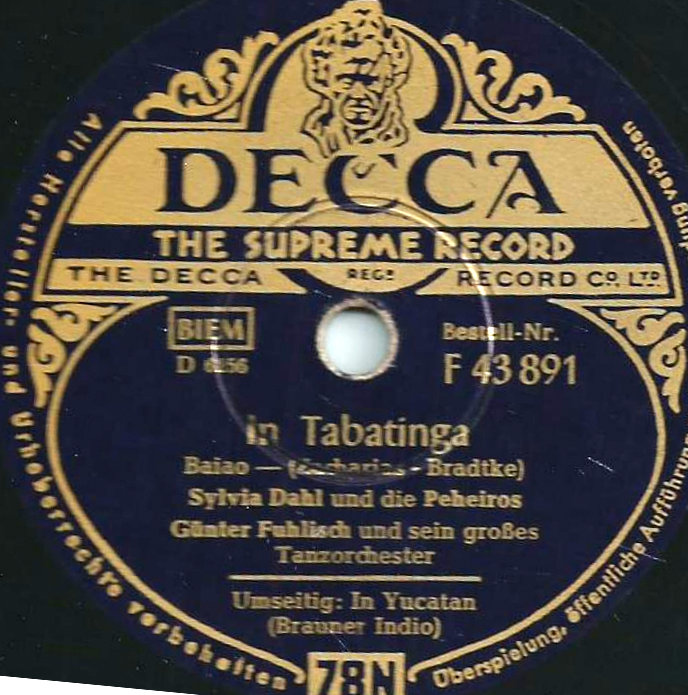 DECCA
THE SUPREME RECORD
THE DECCA REGD RECORD CO. LTD.
BIEM
Bestell-Nr.
F 43891
In Tabatinga
Baiao — (Zacharias - Bradtke)
Sylvia Dahl und die Peheiros
Günter Fuhlisch und sein großes
Tanzorchester
Umseitig: In Yucatan
(Brauner Indio)
78N
Alle Hersteller- und Urheberrechte vorbehalten
Überspielung, öffentliche Aufführung
verboten